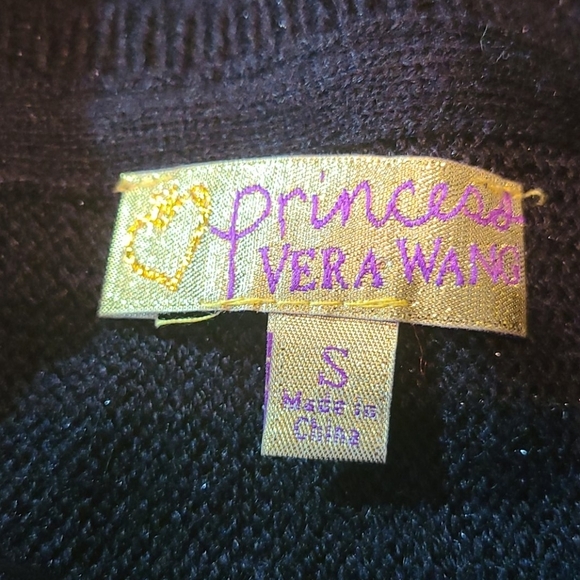 princess
VERA WANG
S
Made in
China